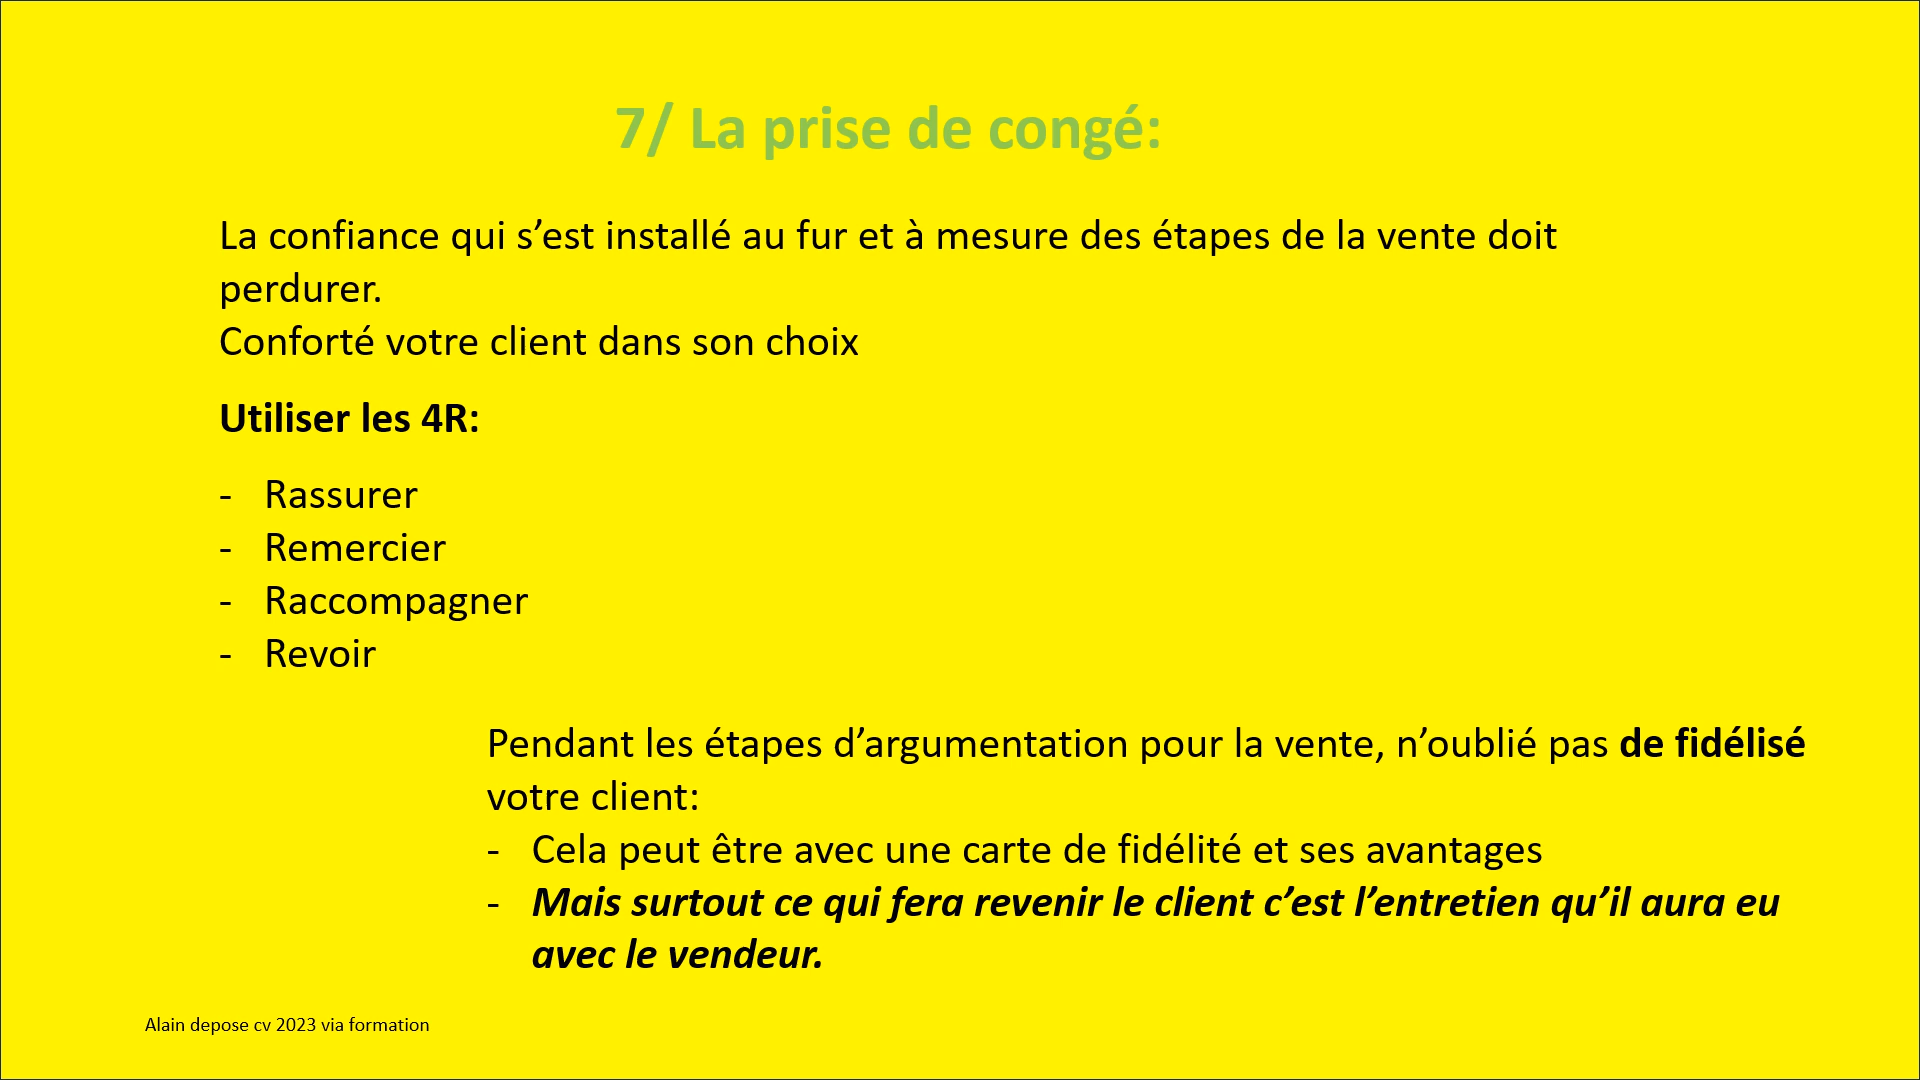 7/ La prise de congé:
La confiance qui s’est installé au fur et à mesure des étapes de la vente doit
perdurer.
Conforté votre client dans son choix
Utiliser les 4R:
- Rassurer
- Remercier
- Raccompagner
- Revoir
Pendant les étapes d’argumentation pour la vente, n’oublié pas de fidélisé
votre client:
- Cela peut être avec une carte de fidélité et ses avantages
- Mais surtout ce qui fera revenir le client c’est l’entretien qu’il aura eu
avec le vendeur.
Alain depose cv 2023 via formation